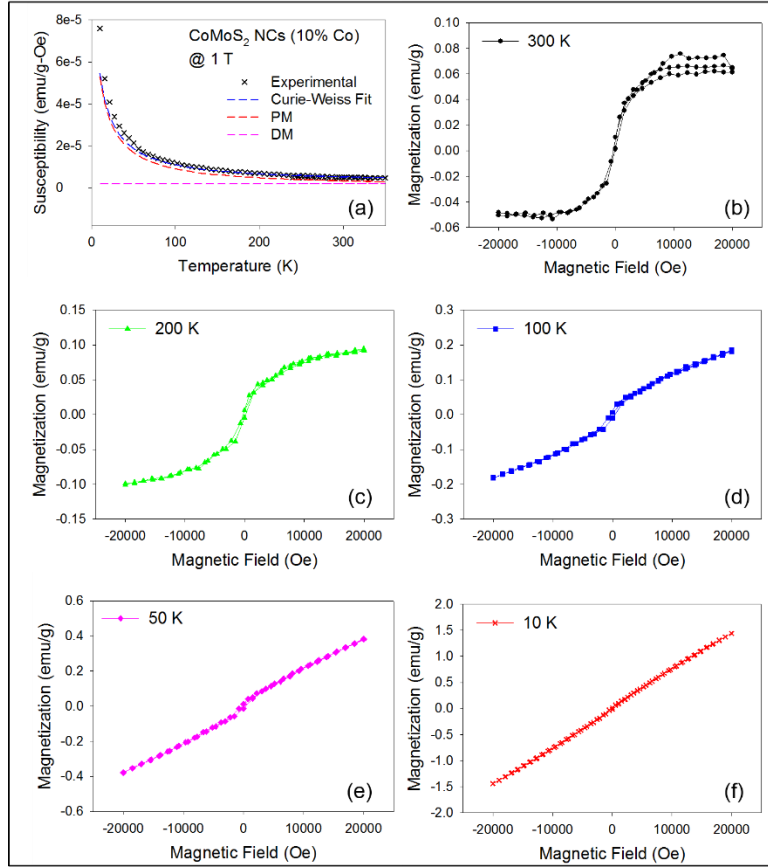 CoMoS₂ NCs (10% Co)
@ 1 T
Experimental
Curie-Weiss Fit
PM
DM
8e-5
6e-5
4e-5
2e-5
0
Susceptibility (emu/g-Oe)
100 200 300
Temperature (K)
(a)
300 K
0.10
0.08
0.06
0.04
0.02
0.00
-0.02
-0.04
-0.06
Magnetization (emu/g)
-20000 -10000 0 10000 20000
Magnetic Field (Oe)
(b)
200 K
0.15
0.10
0.05
0.00
-0.05
-0.10
-0.15
Magnetization (emu/g)
-20000 -10000 0 10000 20000
Magnetic Field (Oe)
(c)
100 K
0.3
0.2
0.1
0.0
-0.1
-0.2
-0.3
Magnetization (emu/g)
-20000 -10000 0 10000 20000
Magnetic Field (Oe)
(d)
50 K
0.6
0.4
0.2
0.0
-0.2
-0.4
-0.6
Magnetization (emu/g)
-20000 -10000 0 10000 20000
Magnetic Field (Oe)
(e)
10 K
2.0
1.5
1.0
0.5
0.0
-0.5
-1.0
-1.5
-2.0
Magnetization (emu/g)
-20000 -10000 0 10000 20000
Magnetic Field (Oe)
(f)